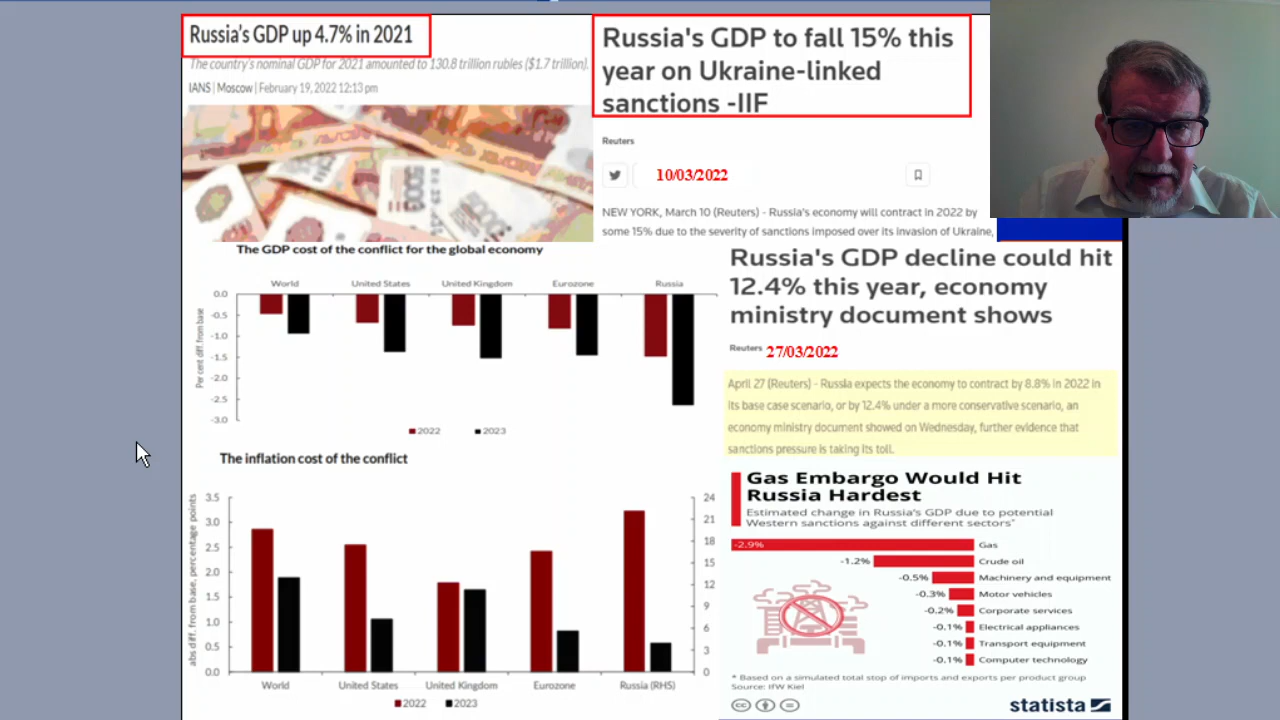 Russia's GDP up 4.7% in 2021
The country's nominal GDP for 2021 amounted to 130.8 trillion rubles ($1.7 trillion).
IANS | Moscow | February 19, 2022 12:13 pm
Russia's GDP to fall 15% this
year on Ukraine-linked
sanctions -IIF
Reuters
10/03/2022
NEW YORK, March 10 (Reuters) - Russia's economy will contract in 2022 by
some 15% due to the severity of sanctions imposed over its invasion of Ukraine,
The GDP cost of the conflict for the global economy
World United States United Kingdom Eurozone Russia
Per cent diff. from base
0.0
-0.5
-1.0
-1.5
-2.0
-2.5
-3.0
2022 2023
Russia's GDP decline could hit
12.4% this year, economy
ministry document shows
Reuters 27/03/2022
April 27 (Reuters) - Russia expects the economy to contract by 8.8% in 2022 in
its base case scenario, or by 12.4% under a more conservative scenario, an
economy ministry document showed on Wednesday, further evidence that
sanctions pressure is taking its toll.
The inflation cost of the conflict
abs diff. from base, percentage points
3.5 24
3.0 21
2.5 18
2.0 15
1.5 12
1.0 9
0.5 6
0.0 3
0
World United States United Kingdom Eurozone Russia (RHS)
2022 2023
Gas Embargo Would Hit
Russia Hardest
Estimated change in Russia's GDP due to potential
Western sanctions against different sectors*
-2.9% Gas
-1.2% Crude oil
-0.5% Machinery and equipment
-0.3% Motor vehicles
-0.2% Corporate services
-0.1% Electrical appliances
-0.1% Transport equipment
-0.1% Computer technology
* Based on a simulated total stop of imports and exports per product group
Source: IFW Kiel
statista